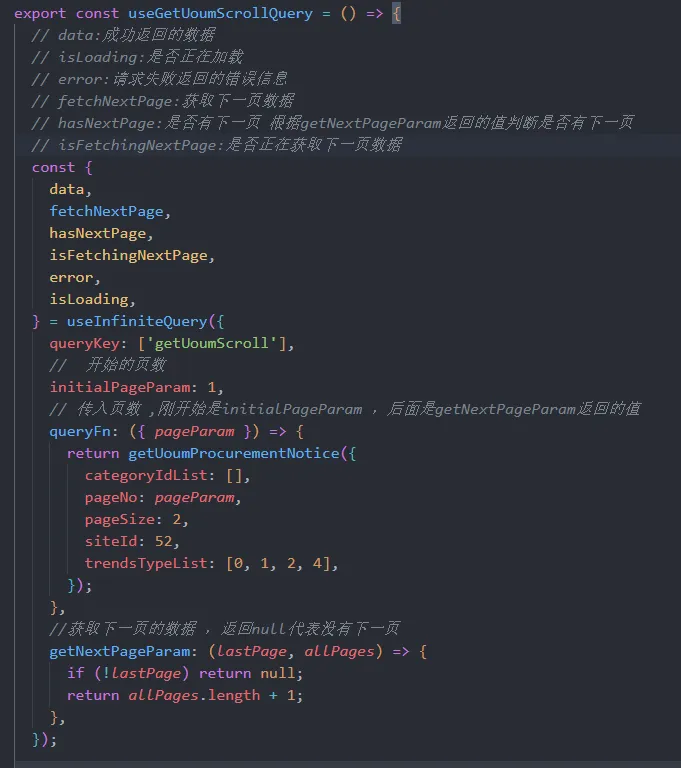 export const useGetUoumScrollQuery = () => {
// data:成功返回的数据
// isLoading:是否正在加载
// error:请求失败返回的错误信息
// fetchNextPage:获取下一页数据
// hasNextPage:是否有下一页 根据getNextPageParam返回的值判断是否有下一页
// isFetchingNextPage:是否正在获取下一页数据
const {
data,
fetchNextPage,
hasNextPage,
isFetchingNextPage,
error,
isLoading,
} = useInfiniteQuery({
queryKey: ['getUoumScroll'],
//  开始的页数
initialPageParam: 1,
// 传入页数 ,刚开始是initialPageParam ，后面是getNextPageParam返回的值
queryFn: ({ pageParam }) => {
return getUoumProcurementNotice({
categoryIdList: [],
pageNo: pageParam,
pageSize: 2,
siteId: 52,
trendsTypeList: [0, 1, 2, 4],
});
},
//获取下一页的数据 ，返回null代表没有下一页
getNextPageParam: (lastPage, allPages) => {
if (!lastPage) return null;
return allPages.length + 1;
},
});